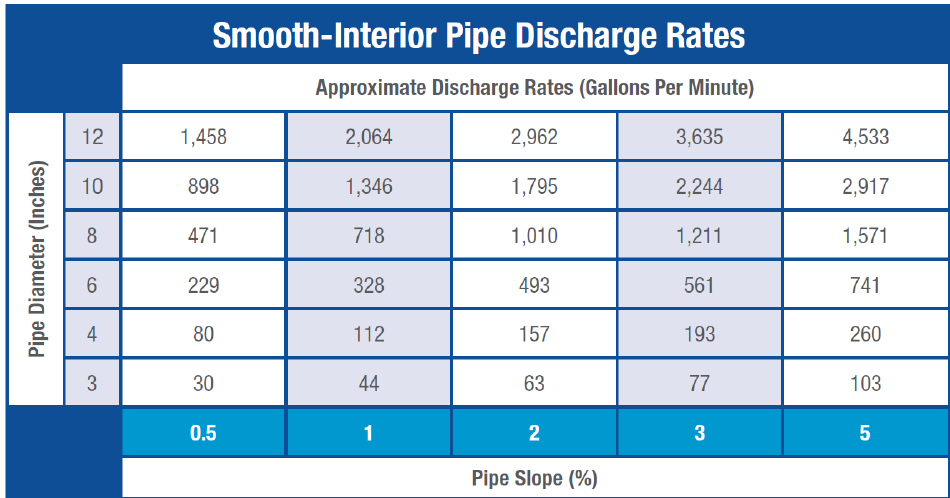 Smooth-Interior Pipe Discharge Rates
Approximate Discharge Rates (Gallons Per Minute)
Pipe Diameter (Inches)
12 1,458 2,064 2,962 3,635 4,533
10 898 1,346 1,795 2,244 2,917
8 471 718 1,010 1,211 1,571
6 229 328 493 561 741
4 80 112 157 193 260
3 30 44 63 77 103
0.5 1 2 3 5
Pipe Slope (%)